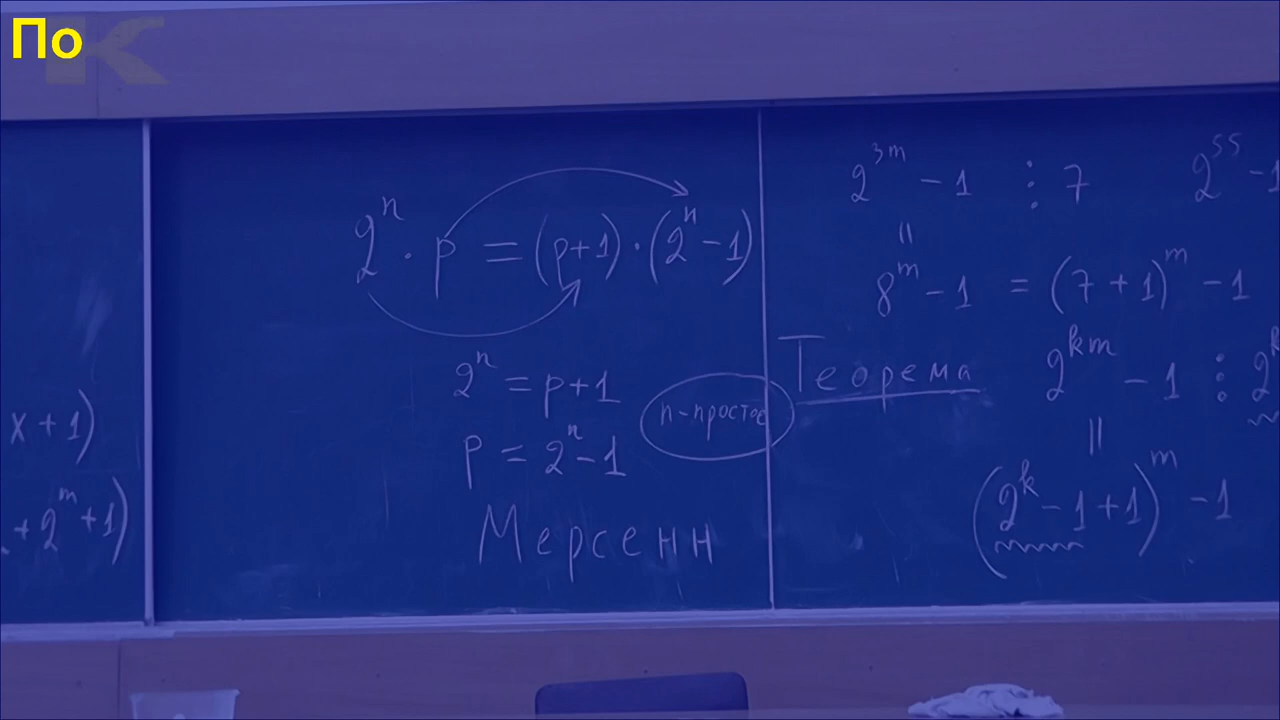 По
К
x + 1)
+ 2^m + 1)
2^n · p = (p+1) · (2^n − 1)
2^n = p+1
p = 2^n − 1
n-простое
Мерсенн
2^{3m} − 1 ⋮ 7
2^{55} − 1
||
8^m − 1 = (7 + 1)^m − 1
Теорема 2^{km} − 1 ⋮ 2^k
||
(2^k − 1 + 1)^m − 1